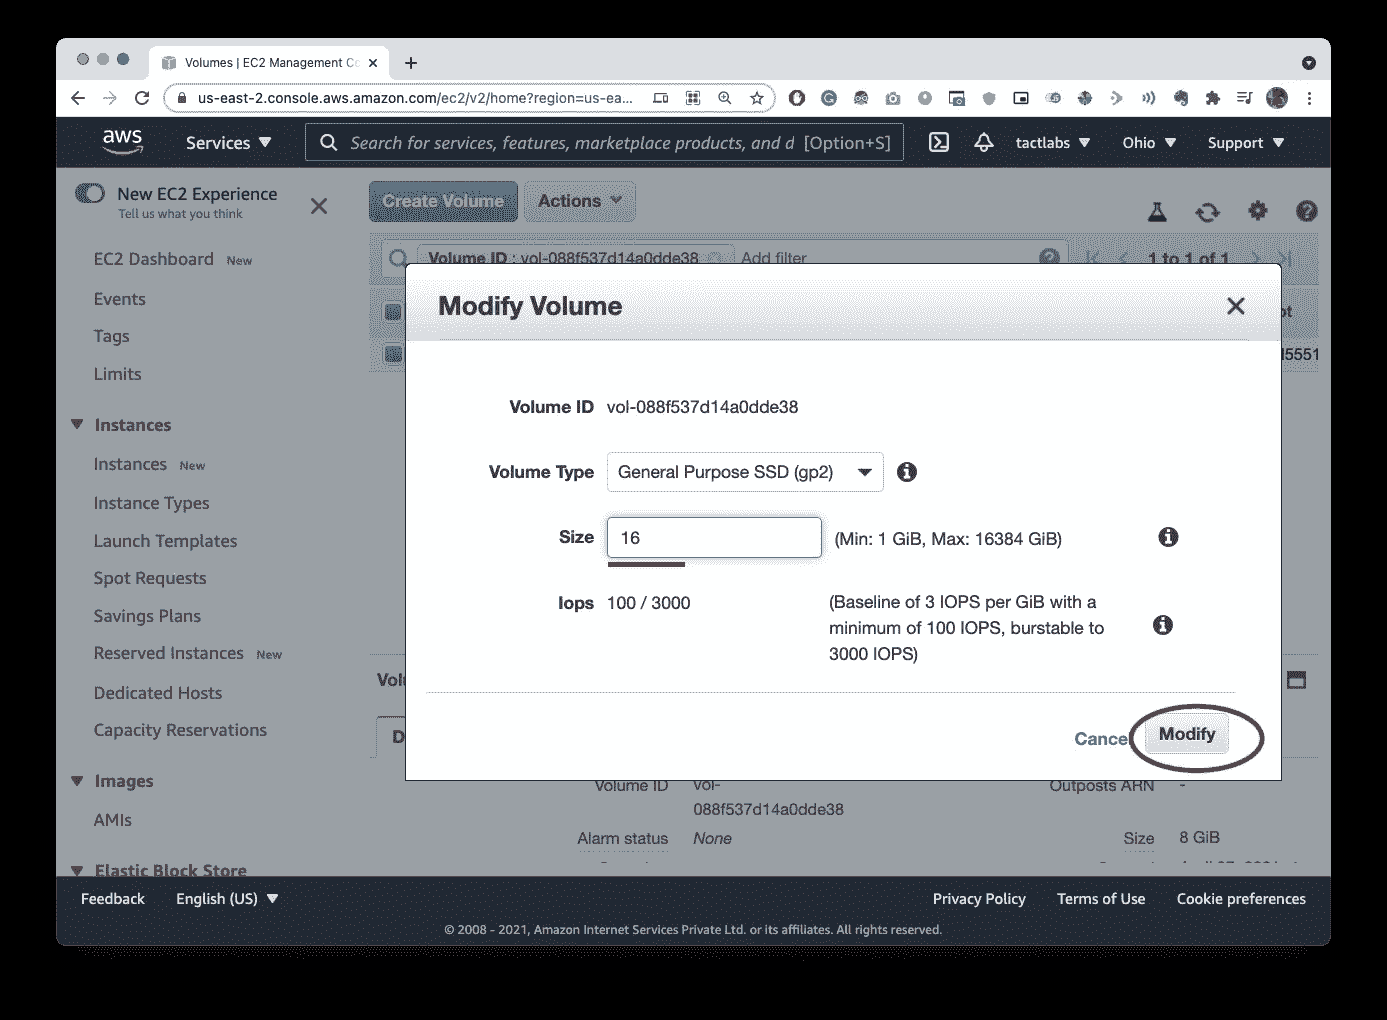 Volumes | EC2 Management Co
us-east-2.console.aws.amazon.com/ec2/v2/home?region=us-ea...
aws
Services
Search for services, features, marketplace products, and d [Option+S]
tactlabs
Ohio
Support
New EC2 Experience
Tell us what you think
Create Volume
Actions
Volume ID : vol-088f537d14a0dde38
Add filter
1 to 1 of 1
EC2 Dashboard New
Events
Tags
Limits
Instances
Instances New
Instance Types
Launch Templates
Spot Requests
Savings Plans
Reserved Instances New
Dedicated Hosts
Capacity Reservations
Images
AMIs
Elastic Block Store
Modify Volume
Volume ID vol-088f537d14a0dde38
Volume Type General Purpose SSD (gp2)
Size 16 (Min: 1 GiB, Max: 16384 GiB)
Iops 100 / 3000 (Baseline of 3 IOPS per GiB with a
minimum of 100 IOPS, burstable to
3000 IOPS)
Cance
Modify
5551
Volume ID vol-
088f537d14a0dde38
Outposts ARN -
Alarm status None
Size 8 GiB
Feedback
English (US)
Privacy Policy
Terms of Use
Cookie preferences
© 2008 - 2021, Amazon Internet Services Private Ltd. or its affiliates. All rights reserved.